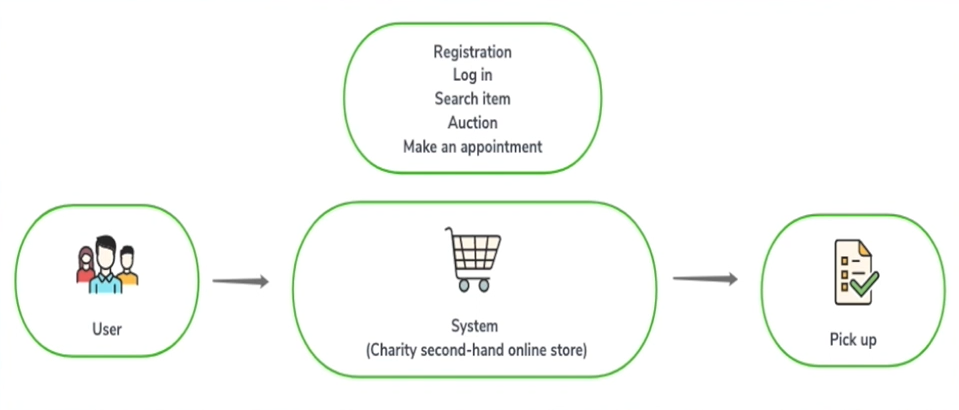 Registration
Log in
Search item
Auction
Make an appointment
User
System
(Charity second-hand online store)
Pick up